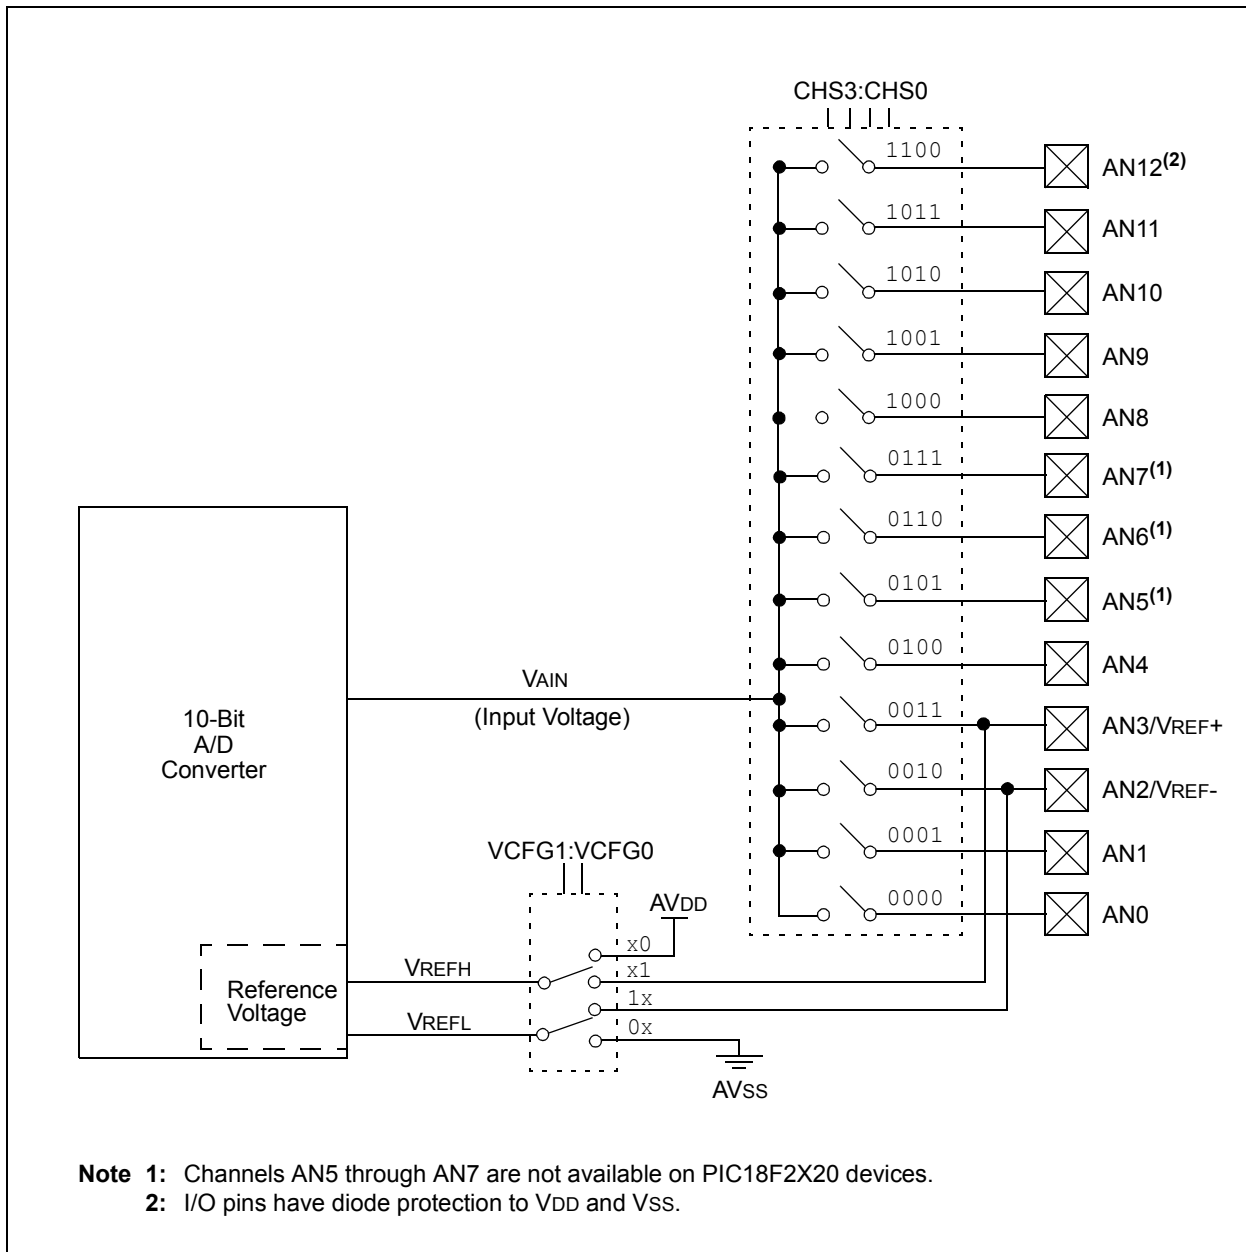 CHS3:CHS0
1100
AN12(2)
1011
AN11
1010
AN10
1001
AN9
1000
AN8
0111
AN7(1)
0110
AN6(1)
0101
AN5(1)
0100
AN4
VAIN
(Input Voltage)
0011
AN3/VREF+
10-Bit
A/D
Converter
0010
AN2/VREF-
0001
AN1
VCFG1:VCFG0
0000
AN0
AVDD
x0
VREFH
x1
Reference
Voltage
1x
VREFL
0x
AVSS
Note 1: Channels AN5 through AN7 are not available on PIC18F2X20 devices.
2: I/O pins have diode protection to VDD and VSS.